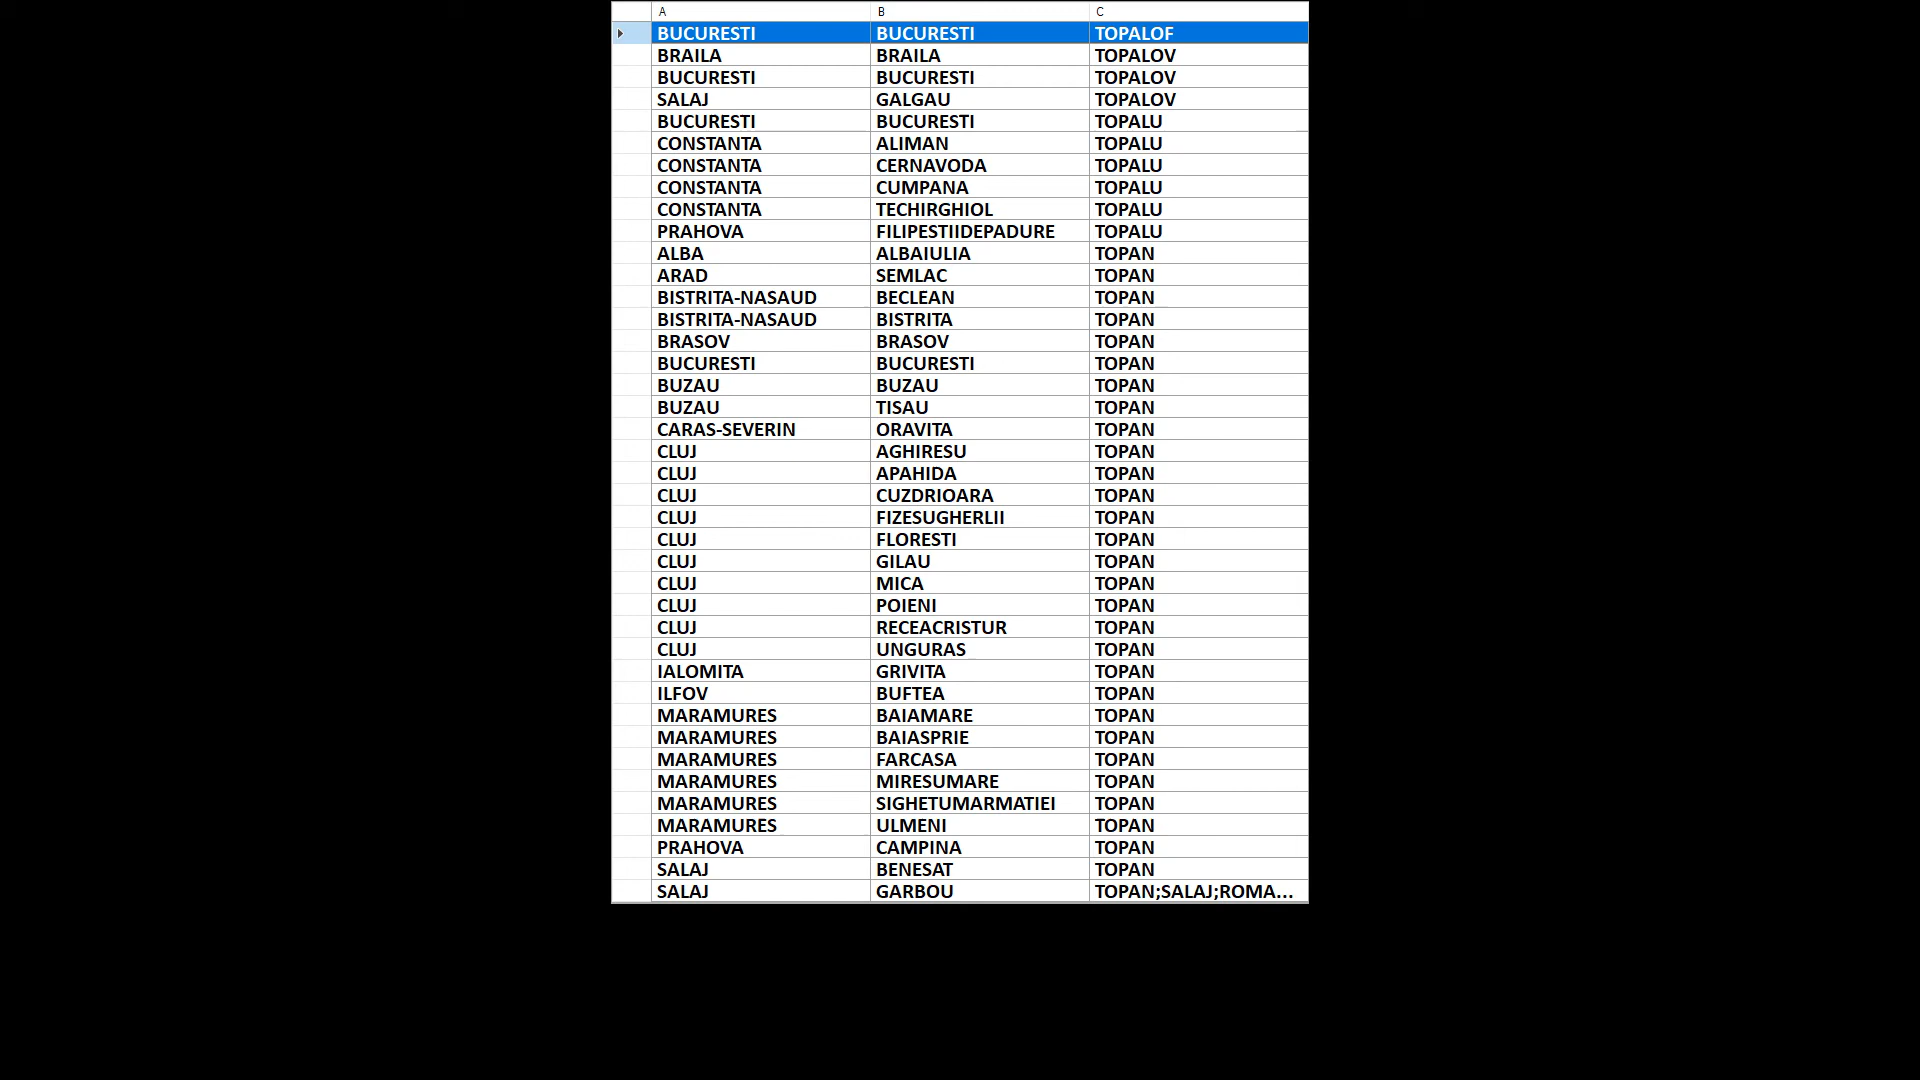 A B C
BUCURESTI BUCURESTI TOPALOF
BRAILA BRAILA TOPALOV
BUCURESTI BUCURESTI TOPALOV
SALAJ GALGAU TOPALOV
BUCURESTI BUCURESTI TOPALU
CONSTANTA ALIMAN TOPALU
CONSTANTA CERNAVODA TOPALU
CONSTANTA CUMPANA TOPALU
CONSTANTA TECHIRGHIOL TOPALU
PRAHOVA FILIPESTIIDEPADURE TOPALU
ALBA ALBAIULIA TOPAN
ARAD SEMLAC TOPAN
BISTRITA-NASAUD BECLEAN TOPAN
BISTRITA-NASAUD BISTRITA TOPAN
BRASOV BRASOV TOPAN
BUCURESTI BUCURESTI TOPAN
BUZAU BUZAU TOPAN
BUZAU TISAU TOPAN
CARAS-SEVERIN ORAVITA TOPAN
CLUJ AGHIRESU TOPAN
CLUJ APAHIDA TOPAN
CLUJ CUZDRIOARA TOPAN
CLUJ FIZESUGHERLII TOPAN
CLUJ FLORESTI TOPAN
CLUJ GILAU TOPAN
CLUJ MICA TOPAN
CLUJ POIENI TOPAN
CLUJ RECEACRISTUR TOPAN
CLUJ UNGURAS TOPAN
IALOMITA GRIVITA TOPAN
ILFOV BUFTEA TOPAN
MARAMURES BAIAMARE TOPAN
MARAMURES BAIASPRIE TOPAN
MARAMURES FARCASA TOPAN
MARAMURES MIRESUMARE TOPAN
MARAMURES SIGHETUMARMATIEI TOPAN
MARAMURES ULMENI TOPAN
PRAHOVA CAMPINA TOPAN
SALAJ BENESAT TOPAN
SALAJ GARBOU TOPAN;SALAJ;ROMA...